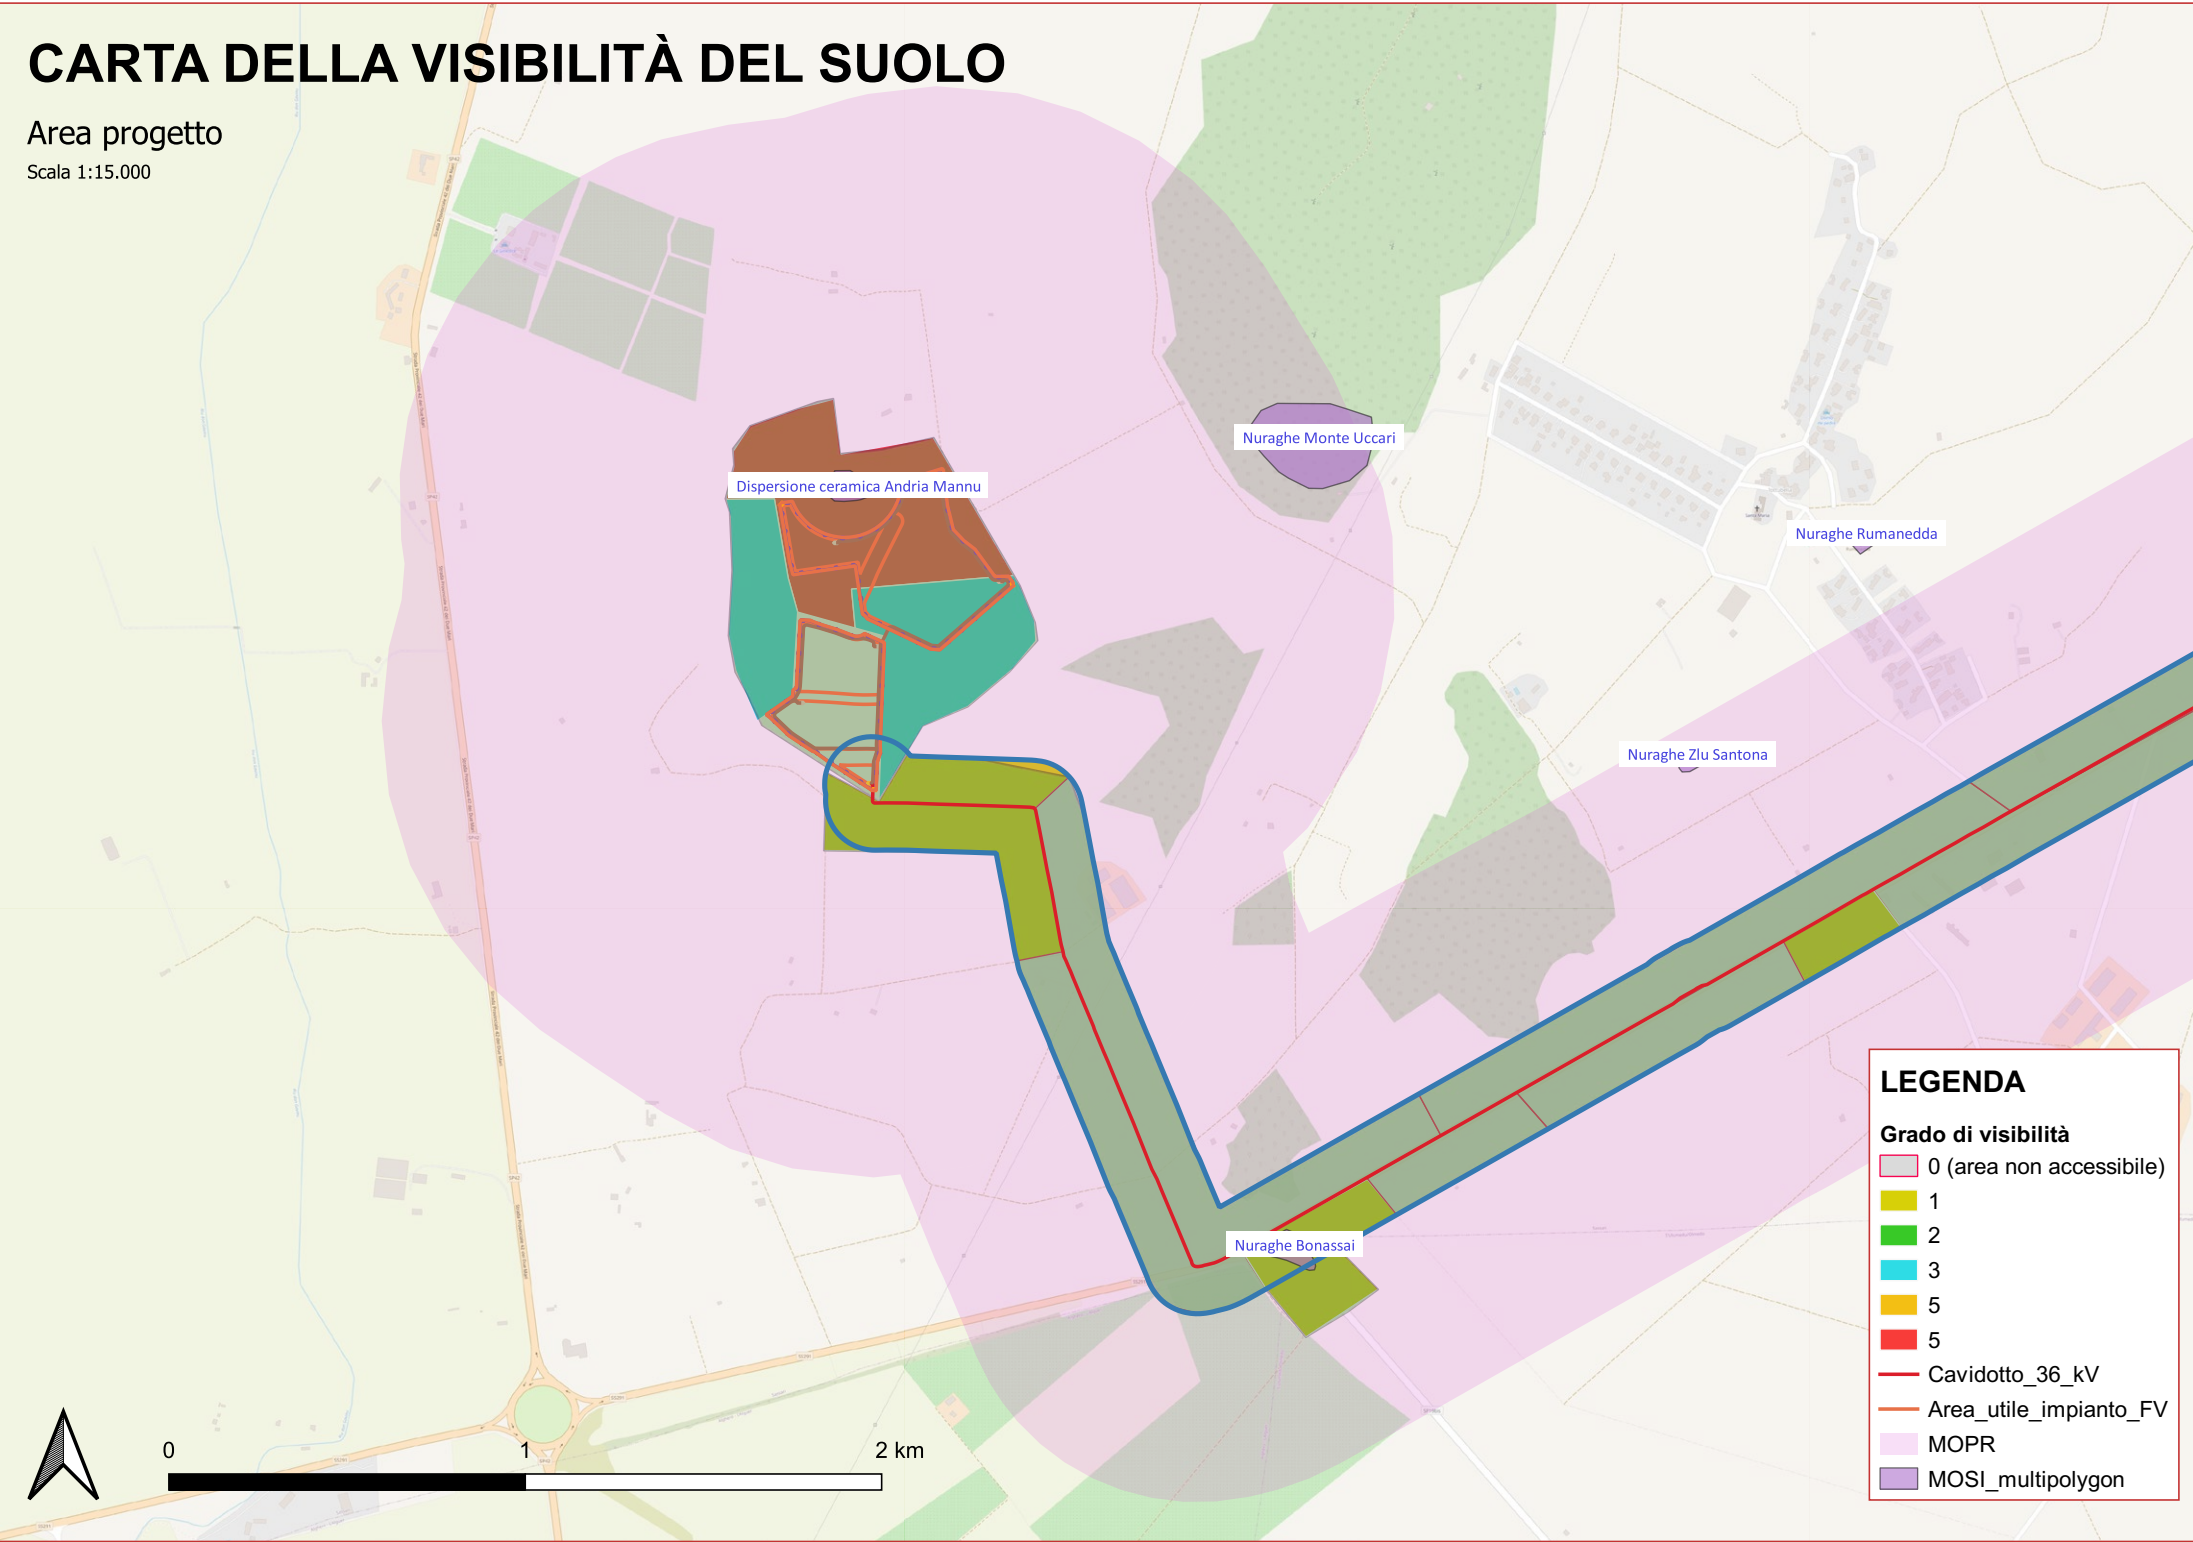 CARTA DELLA VISIBILITÀ DEL SUOLO
Area progetto
Scala 1:15.000
Nuraghe Monte Uccari
Dispersione ceramica Andria Mannu
Nuraghe Rumanedda
Nuraghe Zlu Santona
Nuraghe Bonassai
LEGENDA
Grado di visibilità
0 (area non accessibile)
1
2
3
5
5
Cavidotto_36_kV
Area_utile_impianto_FV
MOPR
MOSI_multipolygon
0 1 2 km